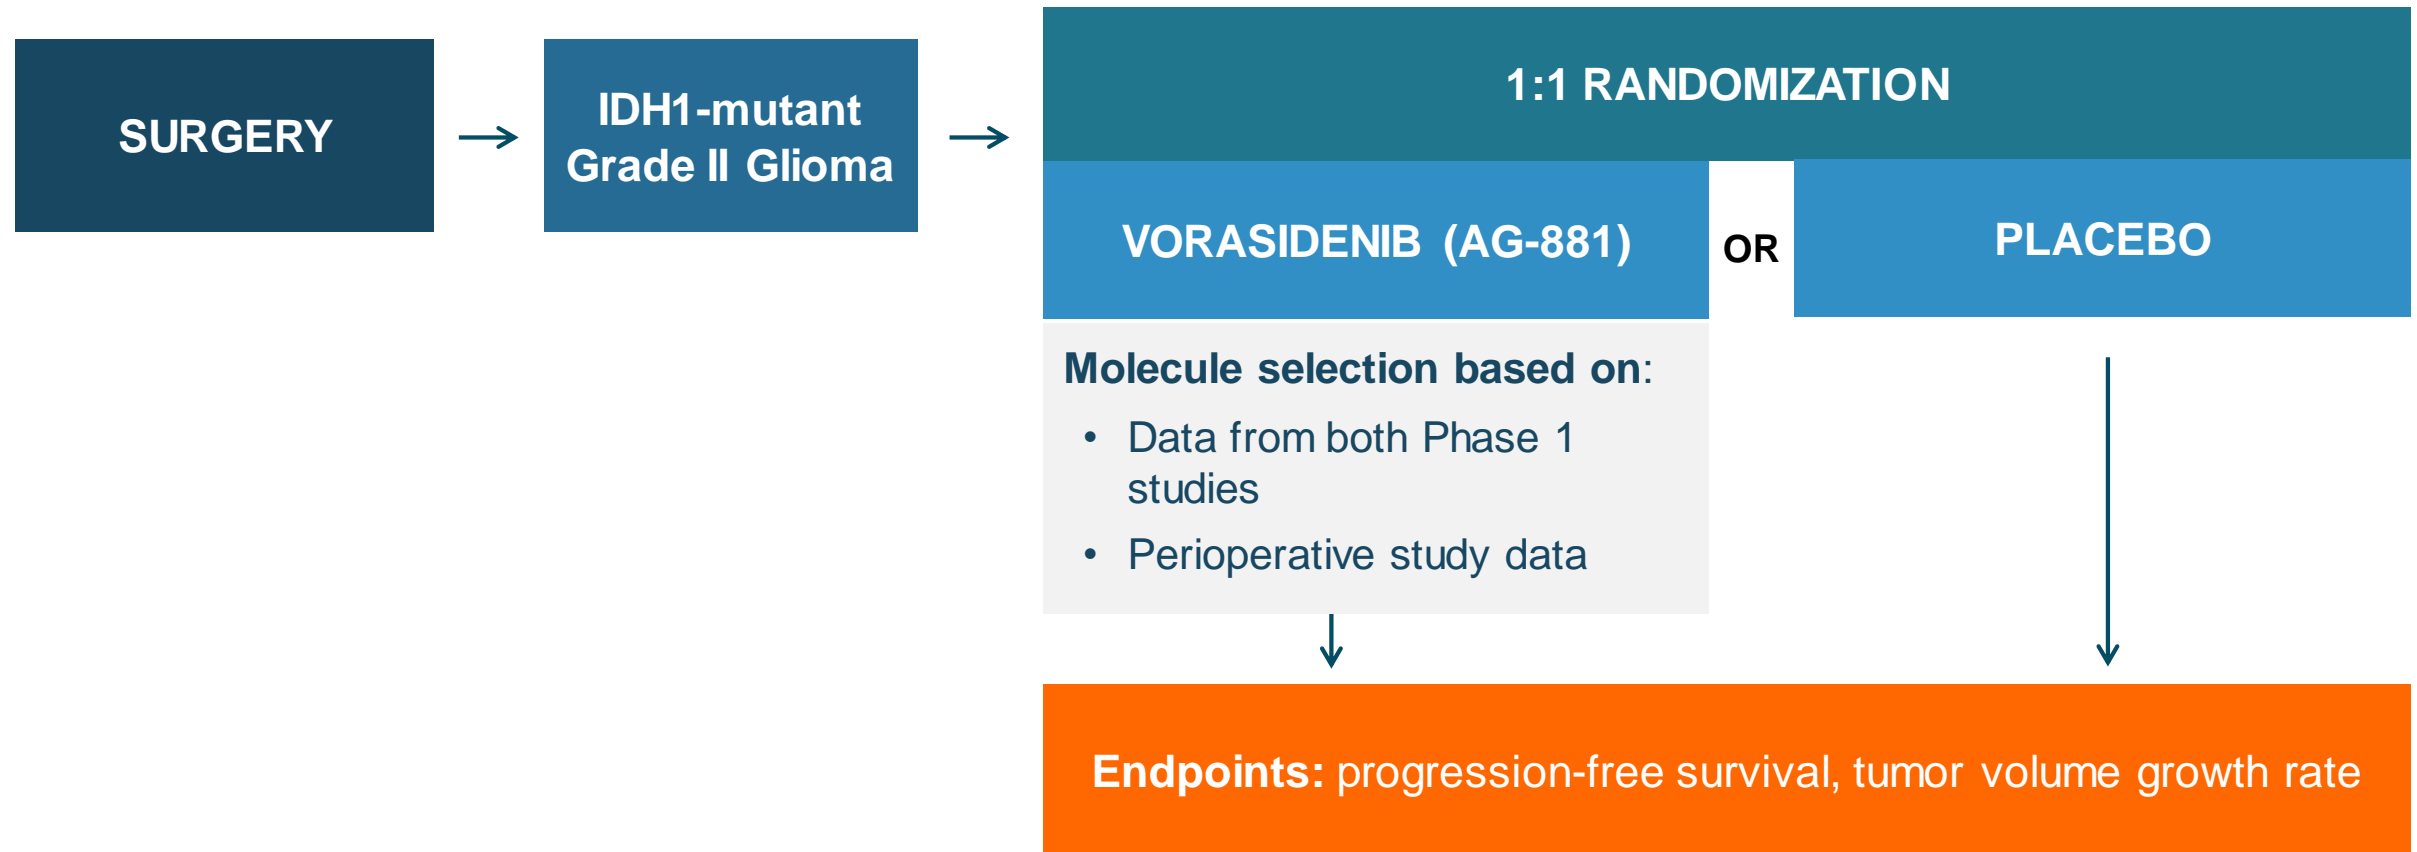 SURGERY
IDH1-mutant
Grade II Glioma
1:1 RANDOMIZATION
VORASIDENIB (AG-881)
OR
PLACEBO
Molecule selection based on:
• Data from both Phase 1
studies
• Perioperative study data
Endpoints: progression-free survival, tumor volume growth rate